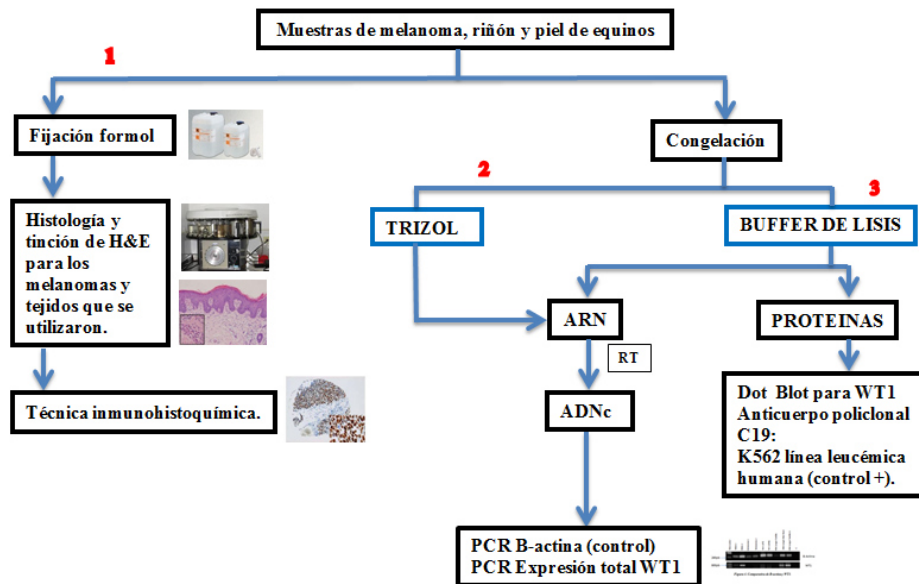 Muestras de melanoma, riñón y piel de equinos
1
Fijación formol
Congelación
2
3
Histología y
tinción de H&E
para los
melanomas y
tejidos que se
utilizaron.
TRIZOL
BUFFER DE LISIS
ARN
PROTEINAS
RT
Técnica inmunohistoquímica.
ADNc
Dot Blot para WT1
Anticuerpo policlonal
C19:
K562 línea leucémica
humana (control +).
PCR B-actina (control)
PCR Expresión total WT1